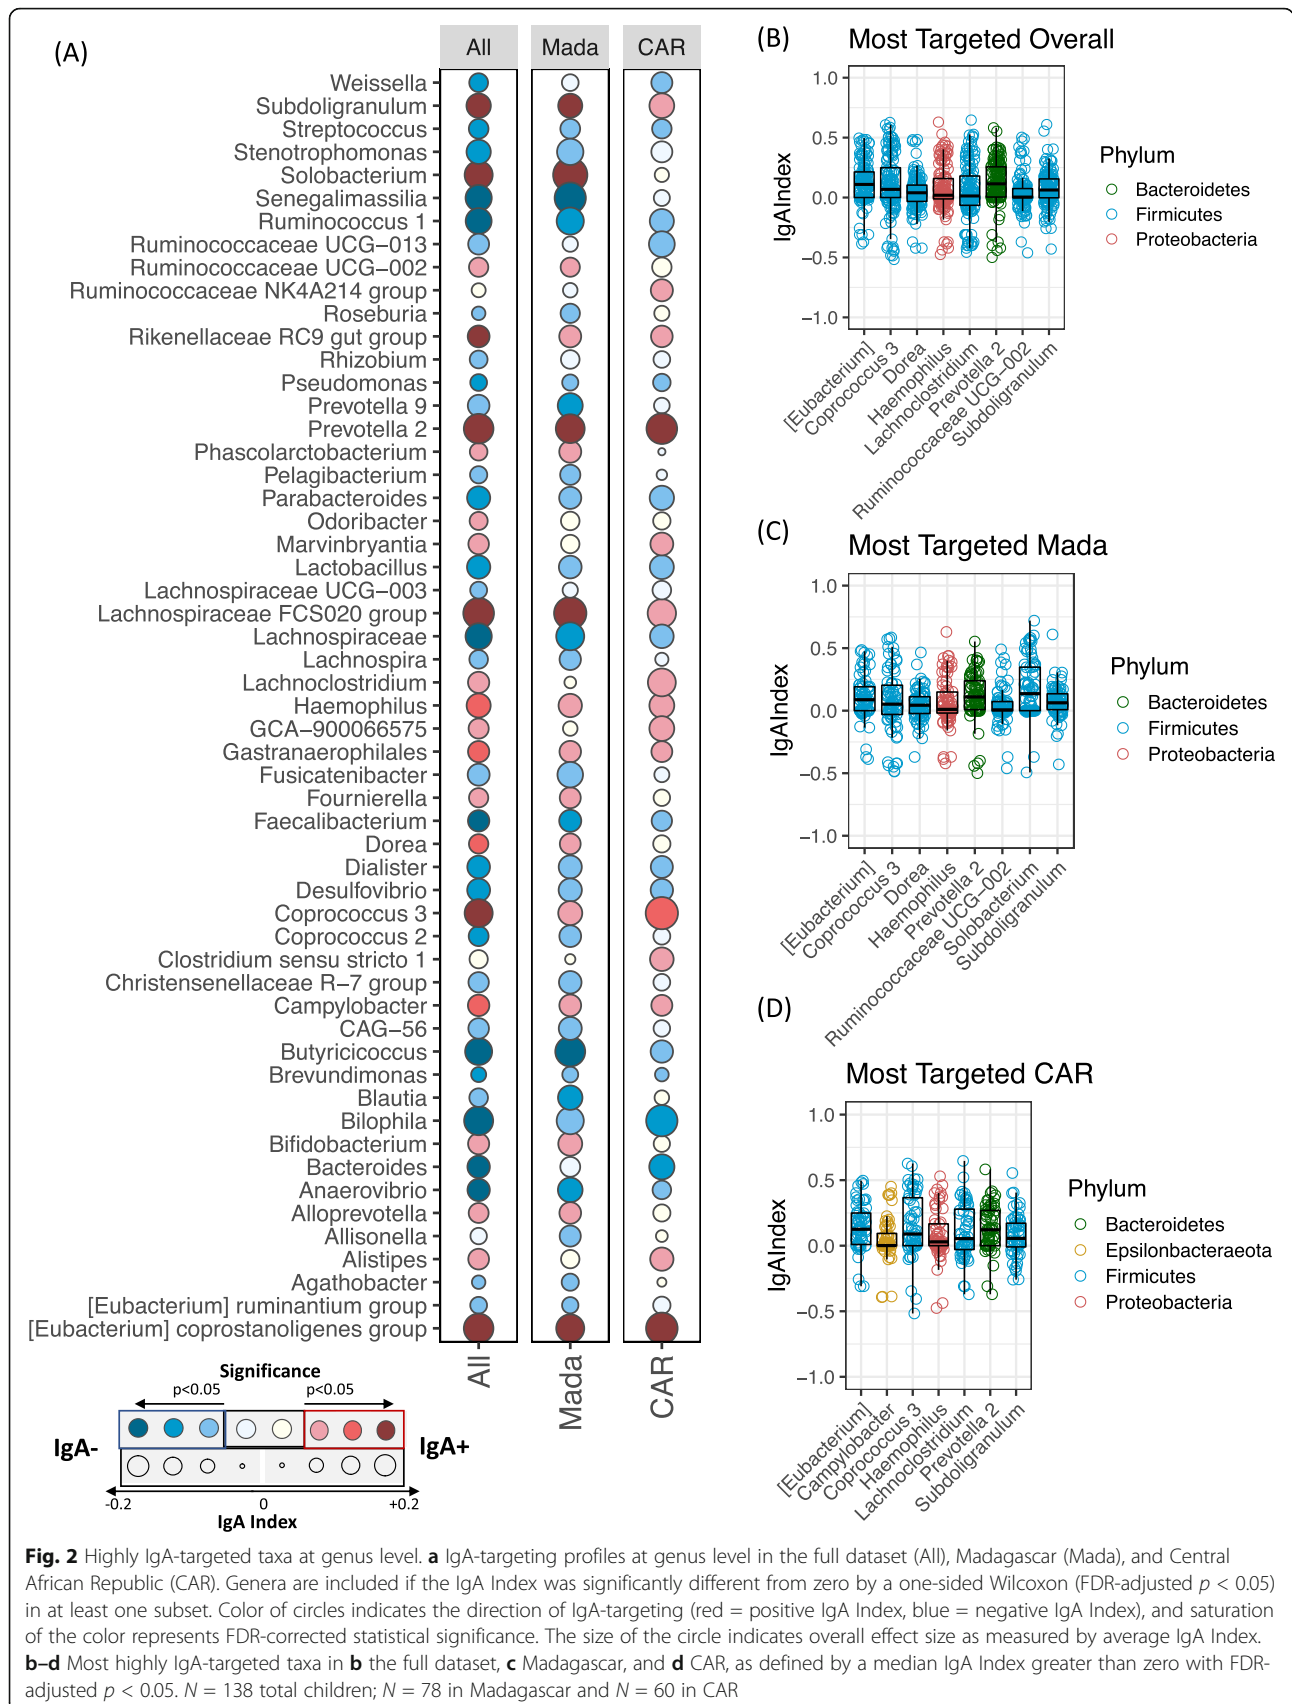 (A)
All Mada CAR
Weissella
Subdoligranulum
Streptococcus
Stenotrophomonas
Solobacterium
Senegalimassilia
Ruminococcus 1
Ruminococcaceae UCG−013
Ruminococcaceae UCG−002
Ruminococcaceae NK4A214 group
Roseburia
Rikenellaceae RC9 gut group
Rhizobium
Pseudomonas
Prevotella 9
Prevotella 2
Phascolarctobacterium
Pelagibacterium
Parabacteroides
Odoribacter
Marvinbryantia
Lactobacillus
Lachnospiraceae UCG−003
Lachnospiraceae FCS020 group
Lachnospiraceae
Lachnospira
Lachnoclostridium
Haemophilus
GCA−900066575
Gastranaerophilales
Fusicatenibacter
Fournierella
Faecalibacterium
Dorea
Dialister
Desulfovibrio
Coprococcus 3
Coprococcus 2
Clostridium sensu stricto 1
Christensenellaceae R−7 group
Campylobacter
CAG−56
Butyricicoccus
Brevundimonas
Blautia
Bilophila
Bifidobacterium
Bacteroides
Anaerovibrio
Alloprevotella
Allisonella
Alistipes
Agathobacter
[Eubacterium] ruminantium group
[Eubacterium] coprostanoligenes group
All Mada CAR
Significance
p<0.05 p<0.05
IgA- IgA+
-0.2 0 +0.2
IgA Index
(B)
Most Targeted Overall
1.0
0.5
0.0
−0.5
−1.0
IgAIndex
[Eubacterium]
Coprococcus 3
Dorea
Haemophilus
Lachnoclostridium
Prevotella 2
Ruminococcaceae UCG−002
Subdoligranulum
Phylum
Bacteroidetes
Firmicutes
Proteobacteria
(C)
Most Targeted Mada
1.0
0.5
0.0
−0.5
−1.0
IgAIndex
[Eubacterium]
Coprococcus 3
Dorea
Haemophilus
Prevotella 2
Ruminococcaceae UCG−002
Solobacterium
Subdoligranulum
Phylum
Bacteroidetes
Firmicutes
Proteobacteria
(D)
Most Targeted CAR
1.0
0.5
0.0
−0.5
−1.0
IgAIndex
[Eubacterium]
Campylobacter
Coprococcus 3
Haemophilus
Lachnoclostridium
Prevotella 2
Subdoligranulum
Phylum
Bacteroidetes
Epsilonbacteraeota
Firmicutes
Proteobacteria
Fig. 2 Highly IgA-targeted taxa at genus level. a IgA-targeting profiles at genus level in the full dataset (All), Madagascar (Mada), and Central
African Republic (CAR). Genera are included if the IgA Index was significantly different from zero by a one-sided Wilcoxon (FDR-adjusted p < 0.05)
in at least one subset. Color of circles indicates the direction of IgA-targeting (red = positive IgA Index, blue = negative IgA Index), and saturation
of the color represents FDR-corrected statistical significance. The size of the circle indicates overall effect size as measured by average IgA Index.
b–d Most highly IgA-targeted taxa in b the full dataset, c Madagascar, and d CAR, as defined by a median IgA Index greater than zero with FDR-
adjusted p < 0.05. N = 138 total children; N = 78 in Madagascar and N = 60 in CAR